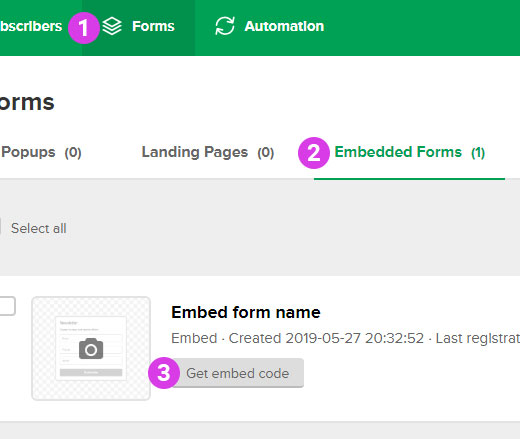 bscribers 1 Forms Automation
orms
Popups (0) Landing Pages (0) 2 Embedded Forms (1)
Select all
Embed form name
Embed · Created 2019-05-27 20:32:52 · Last registrat
3 Get embed code